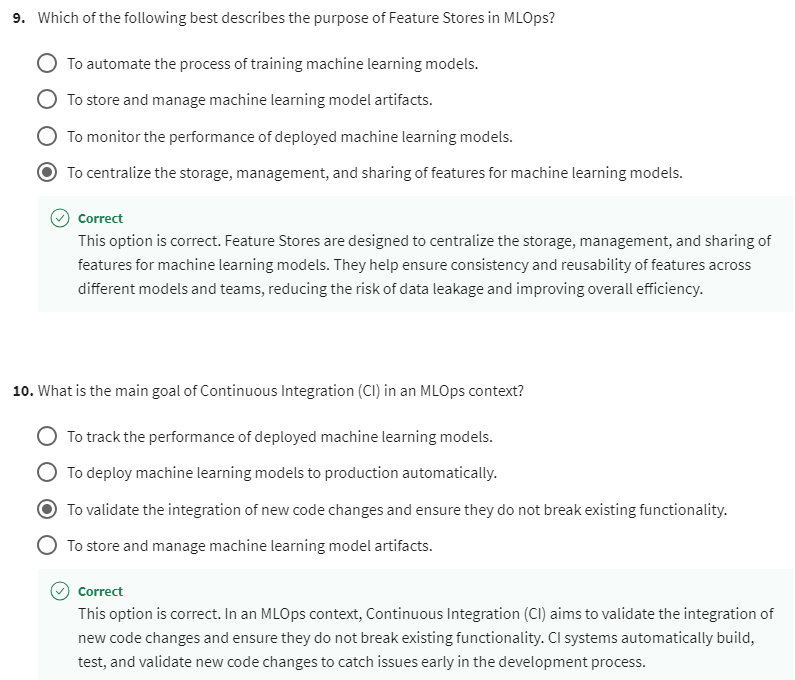 9. Which of the following best describes the purpose of Feature Stores in MLOps?
To automate the process of training machine learning models.
To store and manage machine learning model artifacts.
To monitor the performance of deployed machine learning models.
To centralize the storage, management, and sharing of features for machine learning models.
Correct
This option is correct. Feature Stores are designed to centralize the storage, management, and sharing of
features for machine learning models. They help ensure consistency and reusability of features across
different models and teams, reducing the risk of data leakage and improving overall efficiency.
10. What is the main goal of Continuous Integration (CI) in an MLOps context?
To track the performance of deployed machine learning models.
To deploy machine learning models to production automatically.
To validate the integration of new code changes and ensure they do not break existing functionality.
To store and manage machine learning model artifacts.
Correct
This option is correct. In an MLOps context, Continuous Integration (CI) aims to validate the integration of
new code changes and ensure they do not break existing functionality. CI systems automatically build,
test, and validate new code changes to catch issues early in the development process.